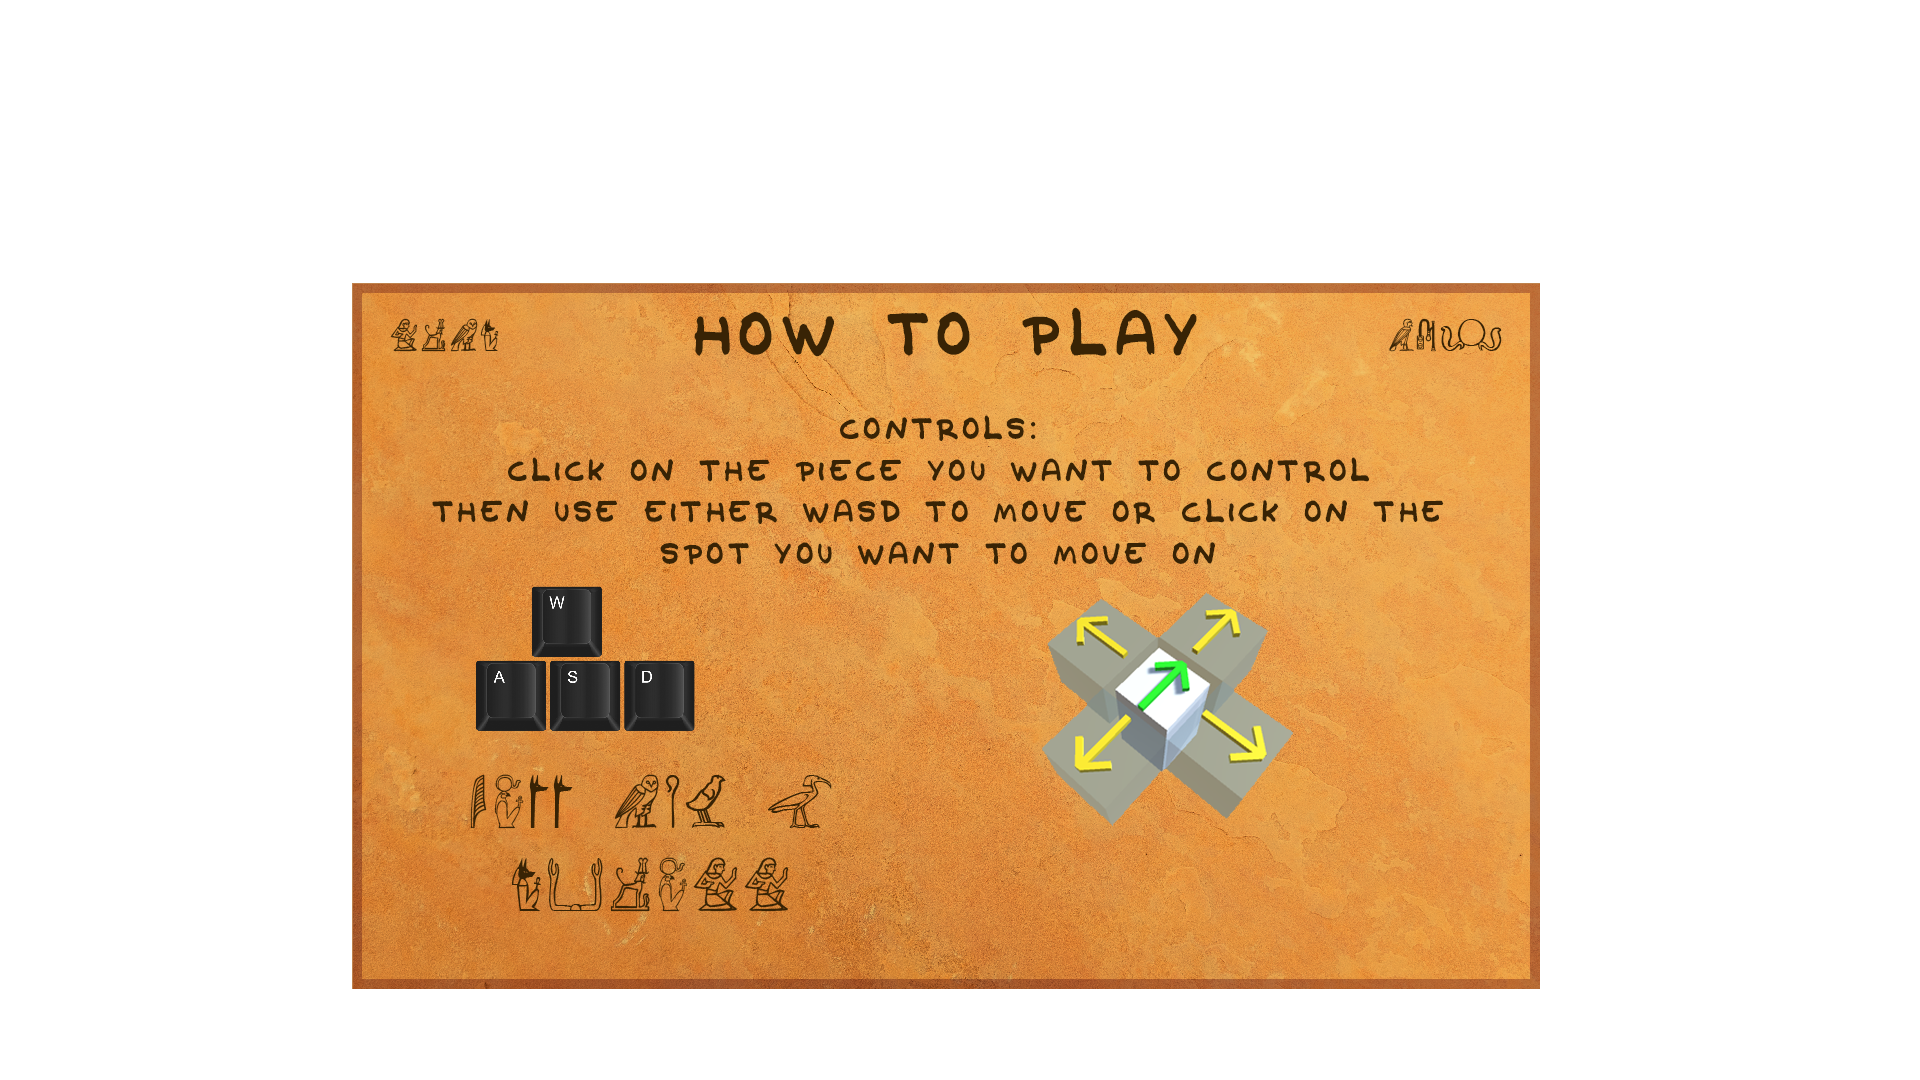 HOW TO PLAY
CONTROLS:
CLICK ON THE PIECE YOU WANT TO CONTROL
THEN USE EITHER WASD TO MOVE OR CLICK ON THE
SPOT YOU WANT TO MOVE ON
W
A S D